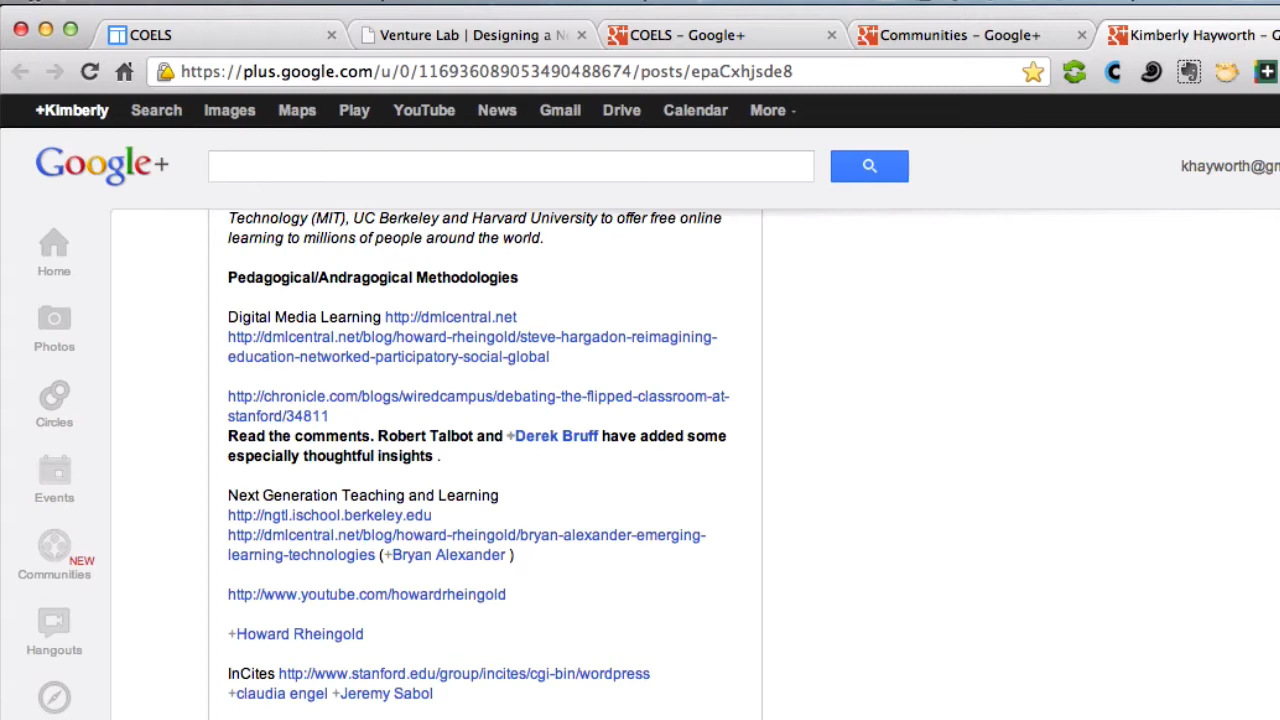 COELS
Venture Lab | Designing a N
COELS - Google+
Communities - Google+
Kimberly Hayworth - G
https://plus.google.com/u/0/116936089053490488674/posts/epaCxhjsde8
+Kimberly Search Images Maps Play YouTube News Gmail Drive Calendar More
Google+
khayworth@gm
Technology (MIT), UC Berkeley and Harvard University to offer free online
learning to millions of people around the world.
Home
Pedagogical/Andragogical Methodologies
Digital Media Learning http://dmlcentral.net
http://dmlcentral.net/blog/howard-rheingold/steve-hargadon-reimagining-
Photos
education-networked-participatory-social-global
http://chronicle.com/blogs/wiredcampus/debating-the-flipped-classroom-at-
stanford/34811
Circles
Read the comments. Robert Talbot and +Derek Bruff have added some
especially thoughtful insights .
Next Generation Teaching and Learning
Events
http://ngtl.ischool.berkeley.edu
http://dmlcentral.net/blog/howard-rheingold/bryan-alexander-emerging-
learning-technologies (+Bryan Alexander )
NEW
Communities
http://www.youtube.com/howardrheingold
+Howard Rheingold
Hangouts
InCites http://www.stanford.edu/group/incites/cgi-bin/wordpress
+claudia engel +Jeremy Sabol